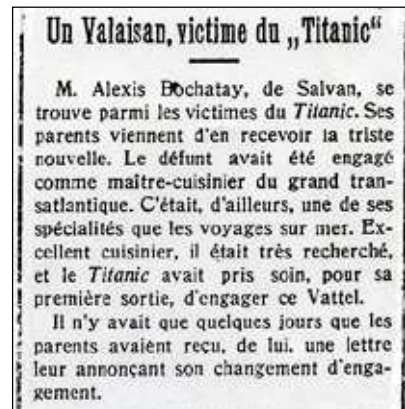 Un Valaisan, victime du „Titanic“
M. Alexis Bochatay, de Salvan, se
trouve parmi les victimes du Titanic. Ses
parents viennent d'en recevoir la triste
nouvelle. Le défunt avait été engagé
comme maître-cuisinier du grand tran-
satlantique. C'était, d'ailleurs, une de ses
spécialités que les voyages sur mer. Ex-
cellent cuisinier, il était très recherché,
et le Titanic avait pris soin, pour sa
première sortie, d'engager ce Vattel.
Il n'y avait que quelques jours que les
parents avaient reçu, de lui, une lettre
leur annonçant son changement d'enga-
gement.